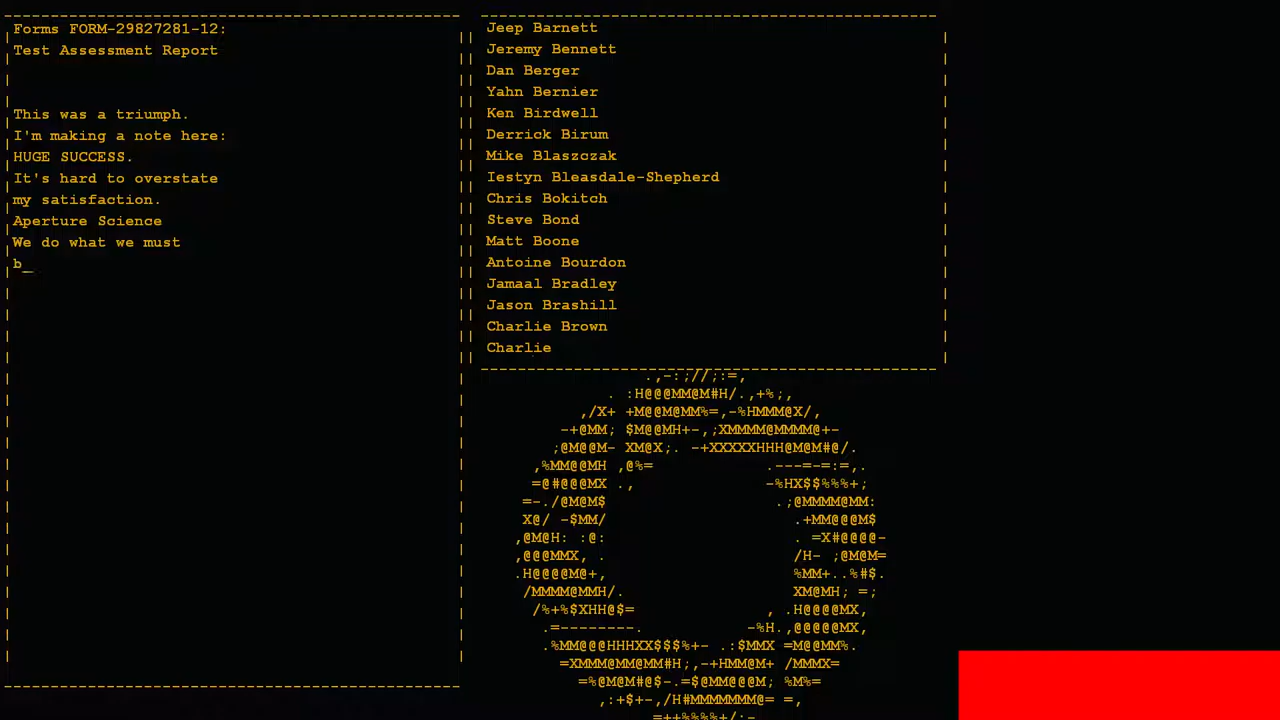 Forms FORM-29827281-12:
Test Assessment Report
This was a triumph.
I'm making a note here:
HUGE SUCCESS.
It's hard to overstate
my satisfaction.
Aperture Science
We do what we must
b_
Jeep Barnett
Jeremy Bennett
Dan Berger
Yahn Bernier
Ken Birdwell
Derrick Birum
Mike Blaszczak
Iestyn Bleasdale-Shepherd
Chris Bokitch
Steve Bond
Matt Boone
Antoine Bourdon
Jamaal Bradley
Jason Brashill
Charlie Brown
Charlie